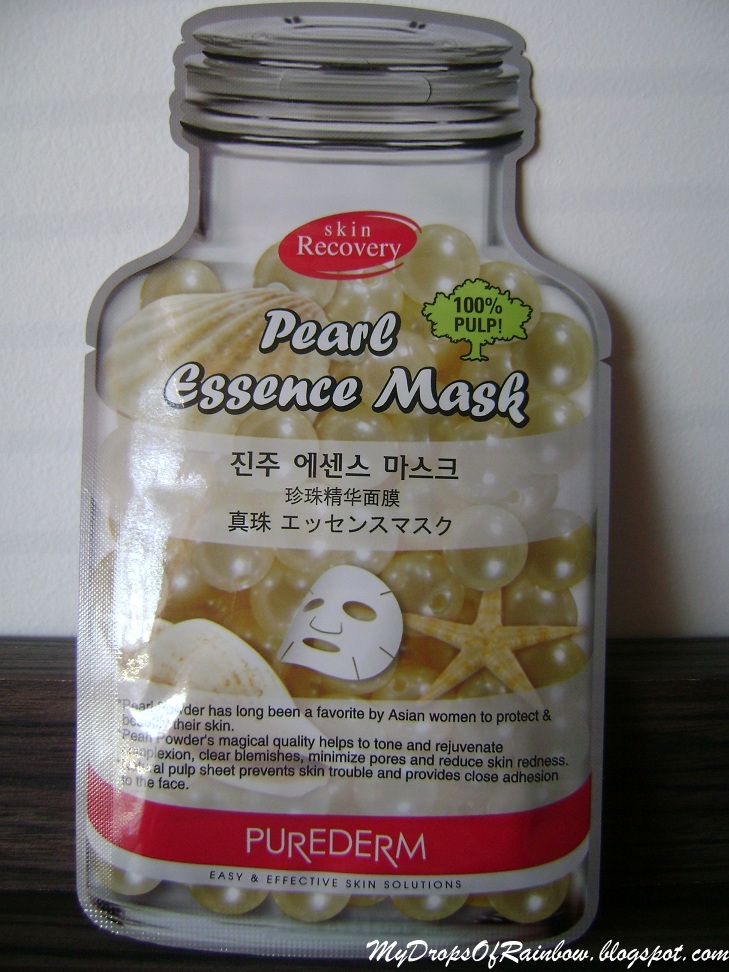 skin
Recovery
100%
PULP!
Pearl
Essence Mask
진주 에센스 마스크
珍珠精华面膜
真珠 エッセンスマスク
Powder has long been a favorite by Asian women to protect &
their skin.
Pearl Powder's magical quality helps to tone and rejuvenate
complexion, clear blemishes, minimize pores and reduce skin redness.
pulp sheet prevents skin trouble and provides close adhesion
to the face.
PUREDERM
EASY & EFFECTIVE SKIN SOLUTIONS
MyDropsOfRainbow.blogspot.com